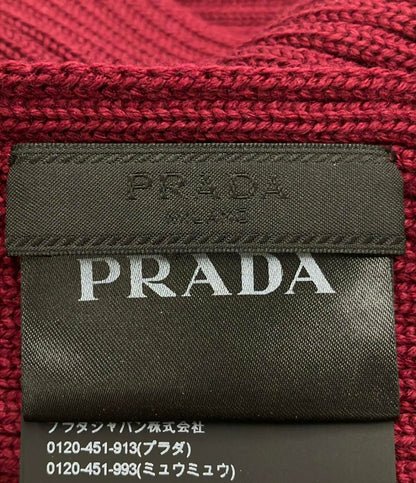 PRADA
MILANO
PRADA
プラダジャパン株式会社
0120-451-913(プラダ)
0120-451-993(ミュウミュウ)